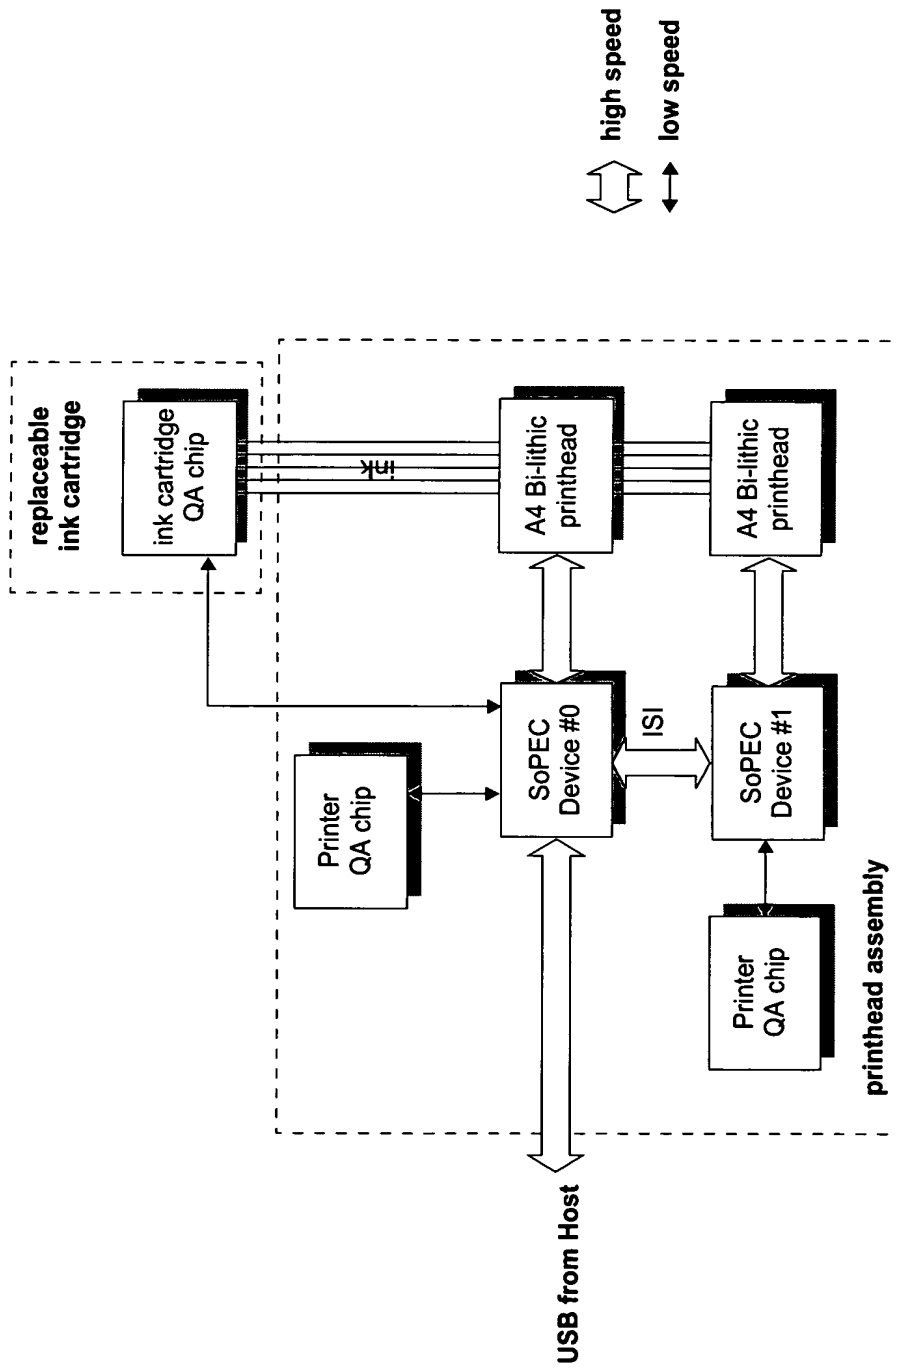 replaceable
ink cartridge
ink cartridge
QA chip
ink
Printer
QA chip
USB from Host
SoPEC
Device #0
A4 Bi-lithic
printhead
ISI
Printer
QA chip
SoPEC
Device #1
A4 Bi-lithic
printhead
printhead assembly
high speed
low speed